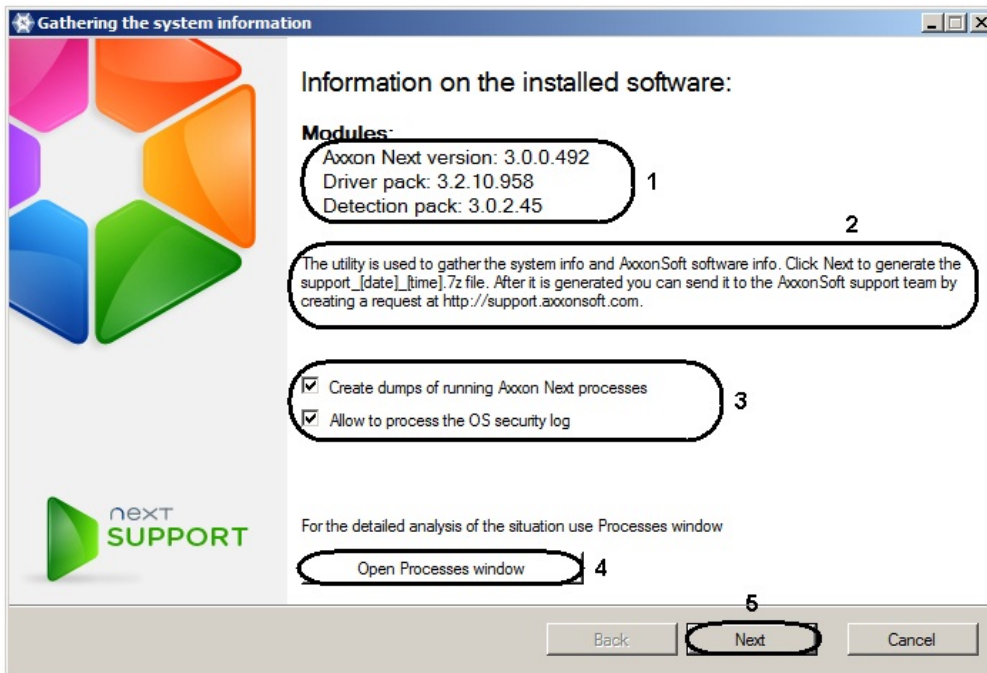 Gathering the system information
Information on the installed software:
Modules:
Axxon Next version: 3.0.0.492
Driver pack: 3.2.10.958
Detection pack: 3.0.2.45
1
2
The utility is used to gather the system info and AxxonSoft software info. Click Next to generate the
support_[date]_[time].7z file. After it is generated you can send it to the AxxonSoft support team by
creating a request at http://support.axxonsoft.com.
Create dumps of running Axxon Next processes
Allow to process the OS security log
3
next
SUPPORT
For the detailed analysis of the situation use Processes window
Open Processes window
4
5
Back
Next
Cancel